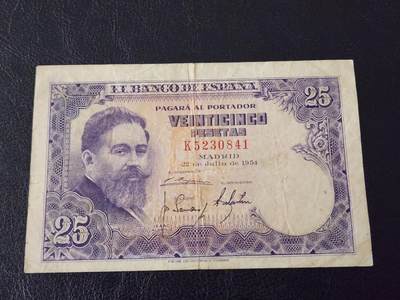 EL BANCO DE ESPAÑA
PAGARÁ AL PORTADOR
25
VEINTICINCO
PESETAS
K5230841
MADRID
22 de Julio de 1954
25